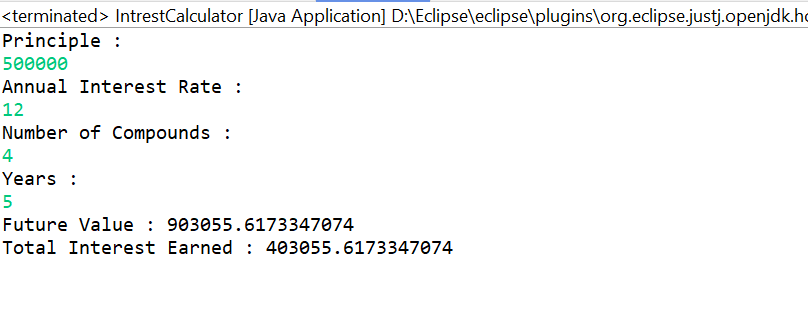 <terminated> IntrestCalculator [Java Application] D:\Eclipse\eclipse\plugins\org.eclipse.justj.openjdk.ho
Principle :
500000
Annual Interest Rate :
12
Number of Compounds :
4
Years :
5
Future Value : 903055.6173347074
Total Interest Earned : 403055.6173347074